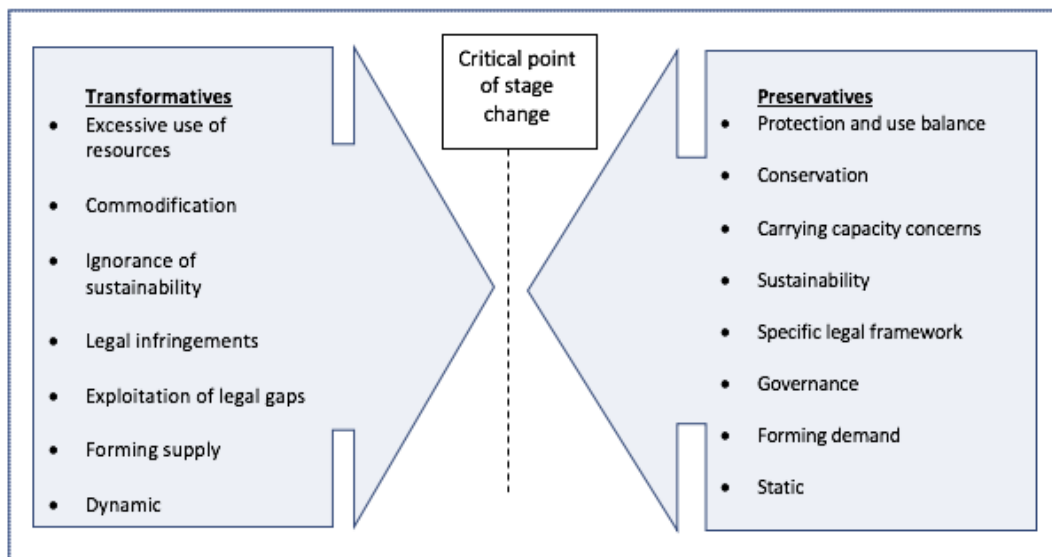 Transformatives
• Excessive use of
resources
• Commodification
• Ignorance of
sustainability
• Legal infringements
• Exploitation of legal gaps
• Forming supply
• Dynamic
Critical point
of stage
change
Preservatives
• Protection and use balance
• Conservation
• Carrying capacity concerns
• Sustainability
• Specific legal framework
• Governance
• Forming demand
• Static